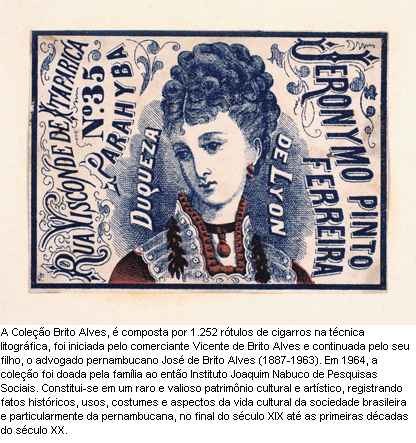 RUA VISCONDE DE XTAPARICA
Nº 35
PARAHYBA
DUQUEZA
DE LYON
JERONYMO PINTO
FERREIRA
A Coleção Brito Alves, é composta por 1.252 rótulos de cigarros na técnica
litográfica, foi iniciada pelo comerciante Vicente de Brito Alves e continuada pelo seu
filho, o advogado pernambucano José de Brito Alves (1887-1963). Em 1964, a
coleção foi doada pela família ao então Instituto Joaquim Nabuco de Pesquisas
Sociais. Constitui-se em um raro e valioso patrimônio cultural e artístico, registrando
fatos históricos, usos, costumes e aspectos da vida cultural da sociedade brasileira
e particularmente da pernambucana, no final do século XIX até as primeiras décadas
do século XX.